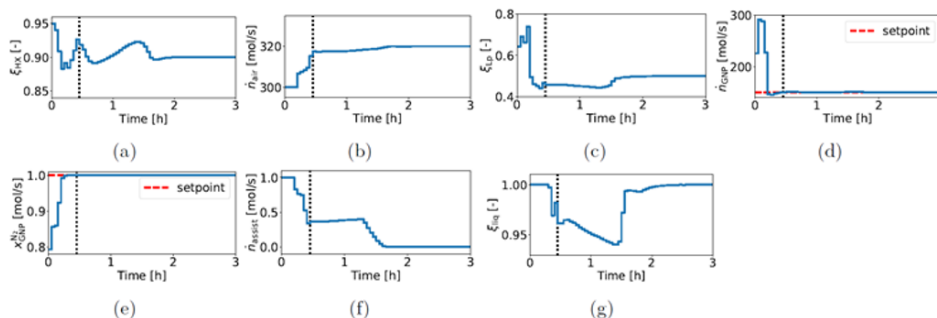 0.95
0.90
0.85
ξHX [-]
0 1 2 3
Time [h]
(a)
320
300
ṅair [mol/s]
0 1 2 3
Time [h]
(b)
0.8
0.6
0.4
ξLp [-]
0 1 2 3
Time [h]
(c)
300
200
ṅGNP [mol/s]
setpoint
0 1 2
Time [h]
(d)
1.0
0.9
0.8
xGNP^N2 [mol/s]
setpoint
0 1 2 3
Time [h]
(e)
1.0
0.5
0.0
ṅassist [mol/s]
0 1 2 3
Time [h]
(f)
1.00
0.95
ξliq [-]
0 1 2 3
Time [h]
(g)